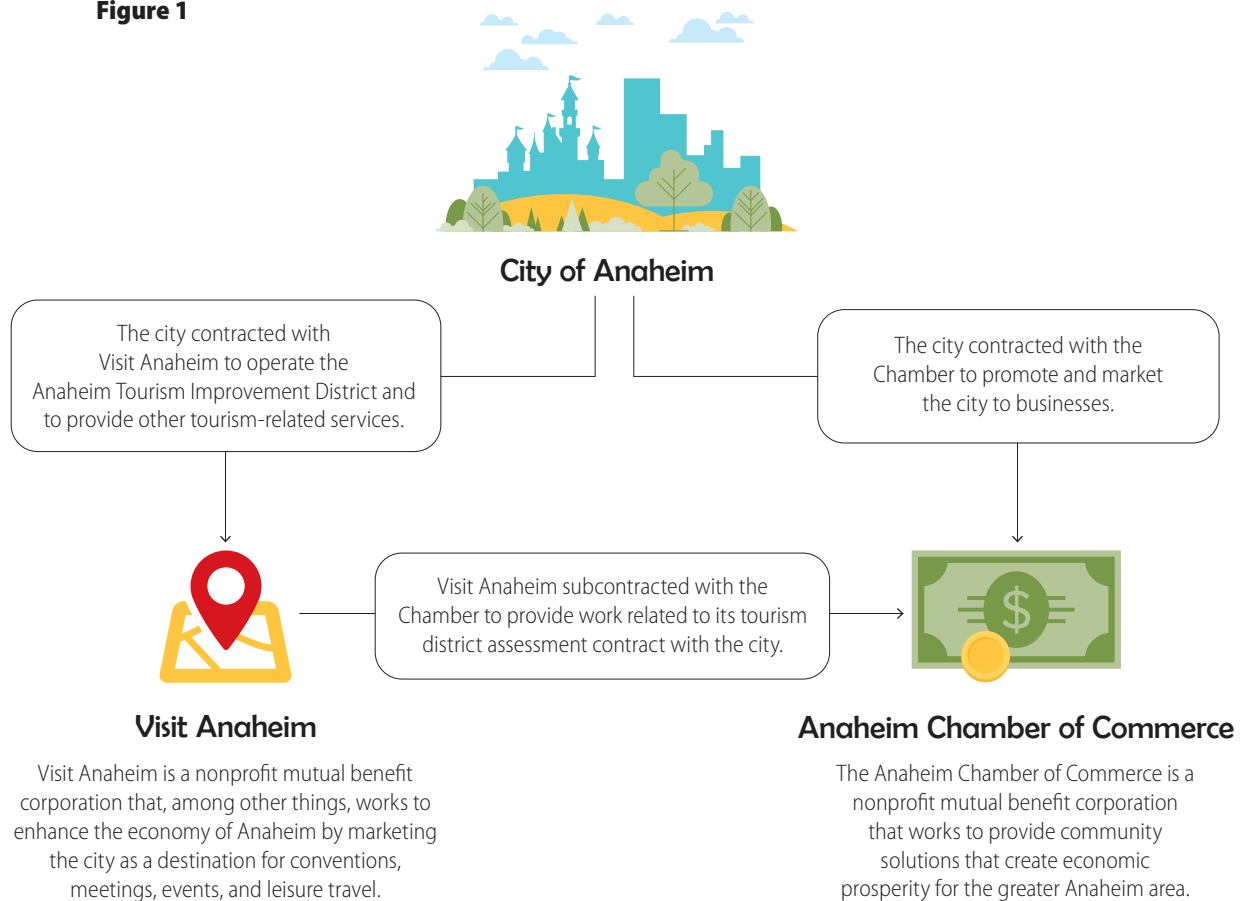 Figure 1
City of Anaheim
The city contracted with
Visit Anaheim to operate the
Anaheim Tourism Improvement District and
to provide other tourism-related services.
The city contracted with the
Chamber to promote and market
the city to businesses.
Visit Anaheim subcontracted with the
Chamber to provide work related to its tourism
district assessment contract with the city.
$
Visit Anaheim
Visit Anaheim is a nonprofit mutual benefit
corporation that, among other things, works to
enhance the economy of Anaheim by marketing
the city as a destination for conventions,
meetings, events, and leisure travel.
Anaheim Chamber of Commerce
The Anaheim Chamber of Commerce is a
nonprofit mutual benefit corporation
that works to provide community
solutions that create economic
prosperity for the greater Anaheim area.